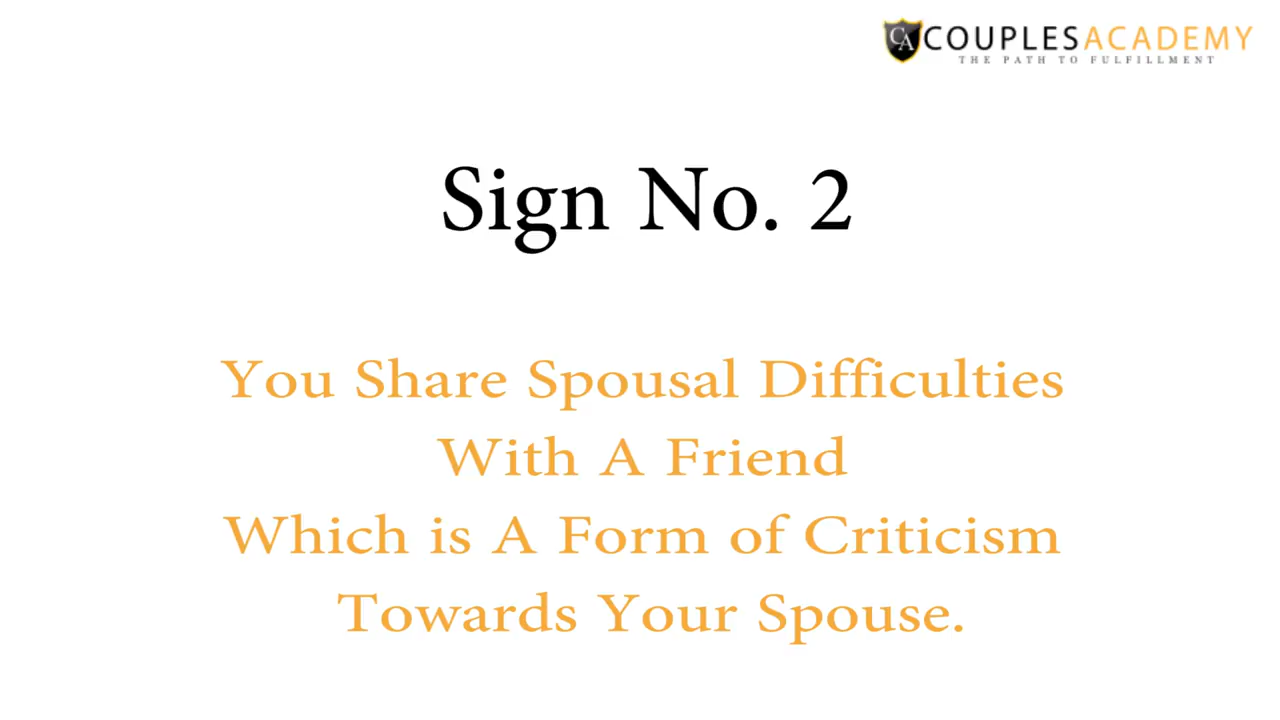 CA COUPLESACADEMY
THE PATH TO FULFILLMENT
Sign No. 2
You Share Spousal Difficulties
With A Friend
Which is A Form of Criticism
Towards Your Spouse.